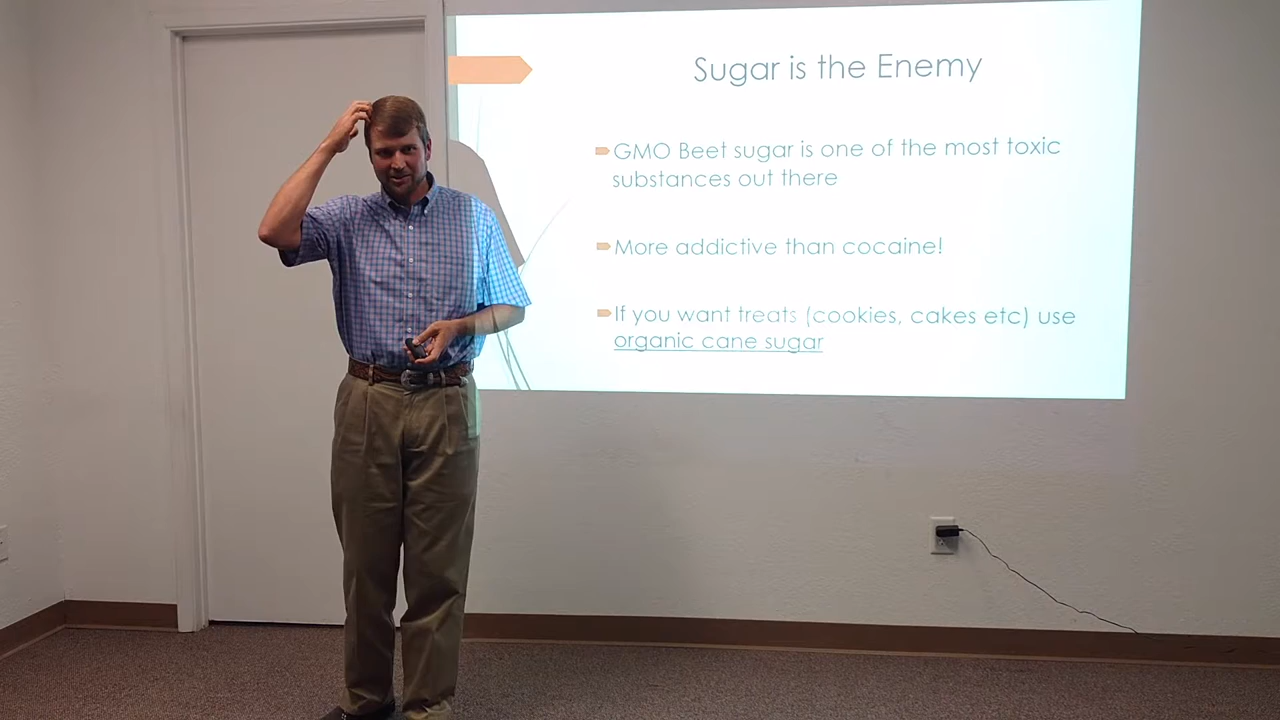 Sugar is the Enemy
GMO Beet sugar is one of the most toxic
substances out there
More addictive than cocaine!
If you want treats (cookies, cakes etc) use
organic cane sugar